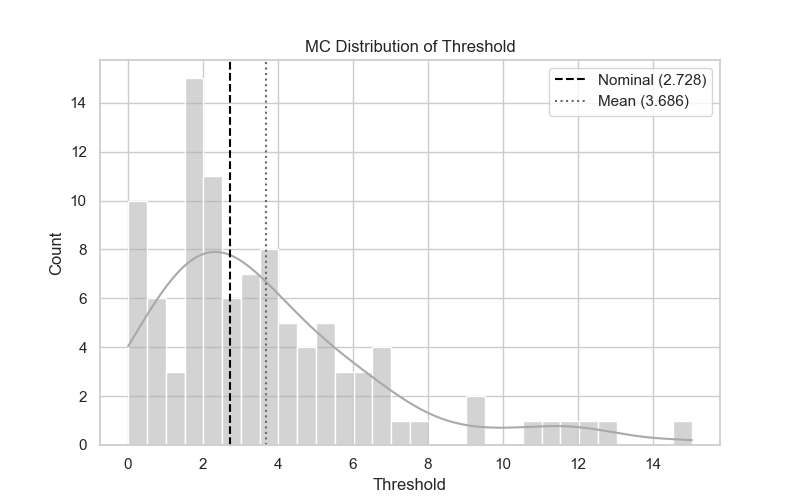 MC Distribution of Threshold
Nominal (2.728)
Mean (3.686)
Count
14
12
10
8
6
4
2
0
0 2 4 6 8 10 12 14
Threshold